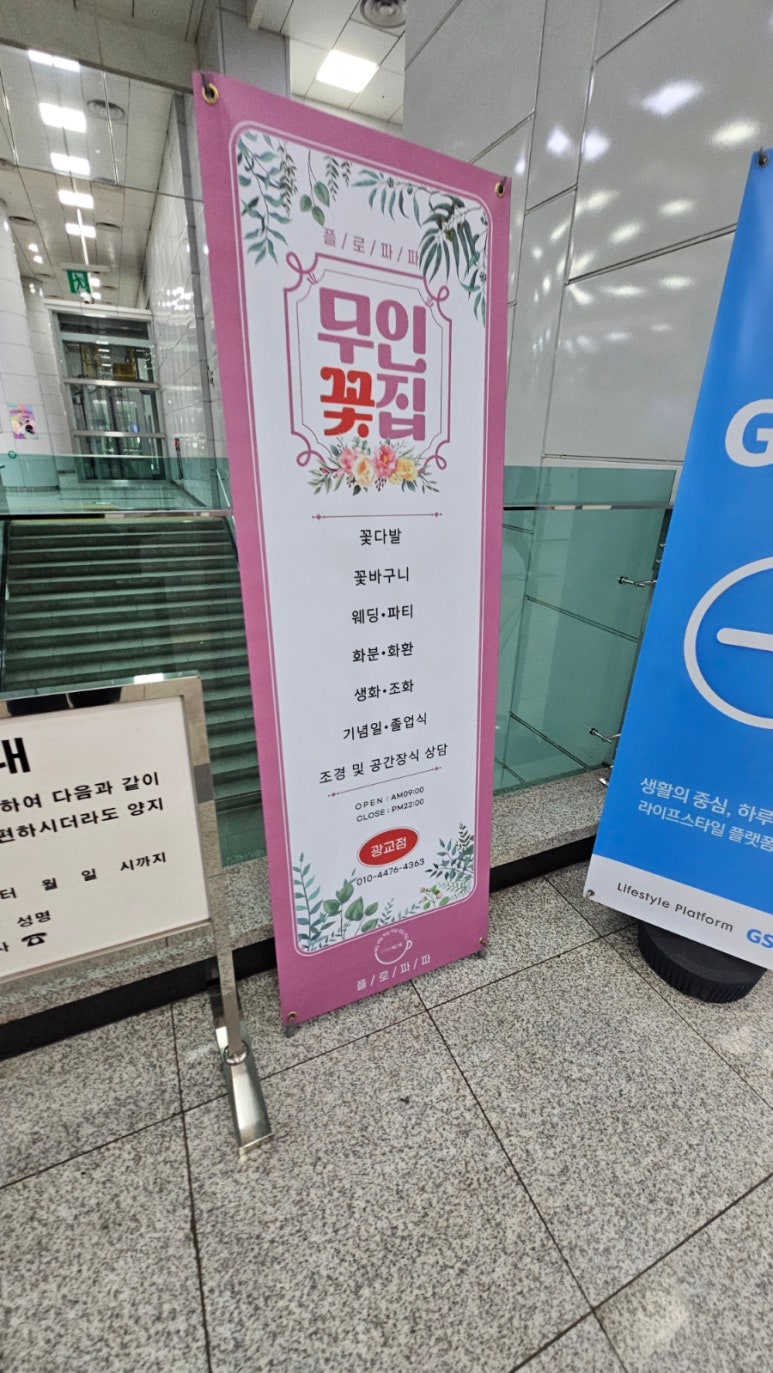 플/로/파/파
무인
꽃집
꽃다발
꽃바구니
웨딩•파티
화분•화환
생화•조화
기념일•졸업식
조경 및 공간장식 상담
OPEN : AM09:00
CLOSE : PM22:00
광교점
010-4476-4363
플/로/파/파
내
하여 다음과 같이
편하시더라도 양지
터 월 일 시까지
성명
사 ☎
G
생활의 중심, 하루
라이프스타일 플랫폼
Lifestyle Platform
GS